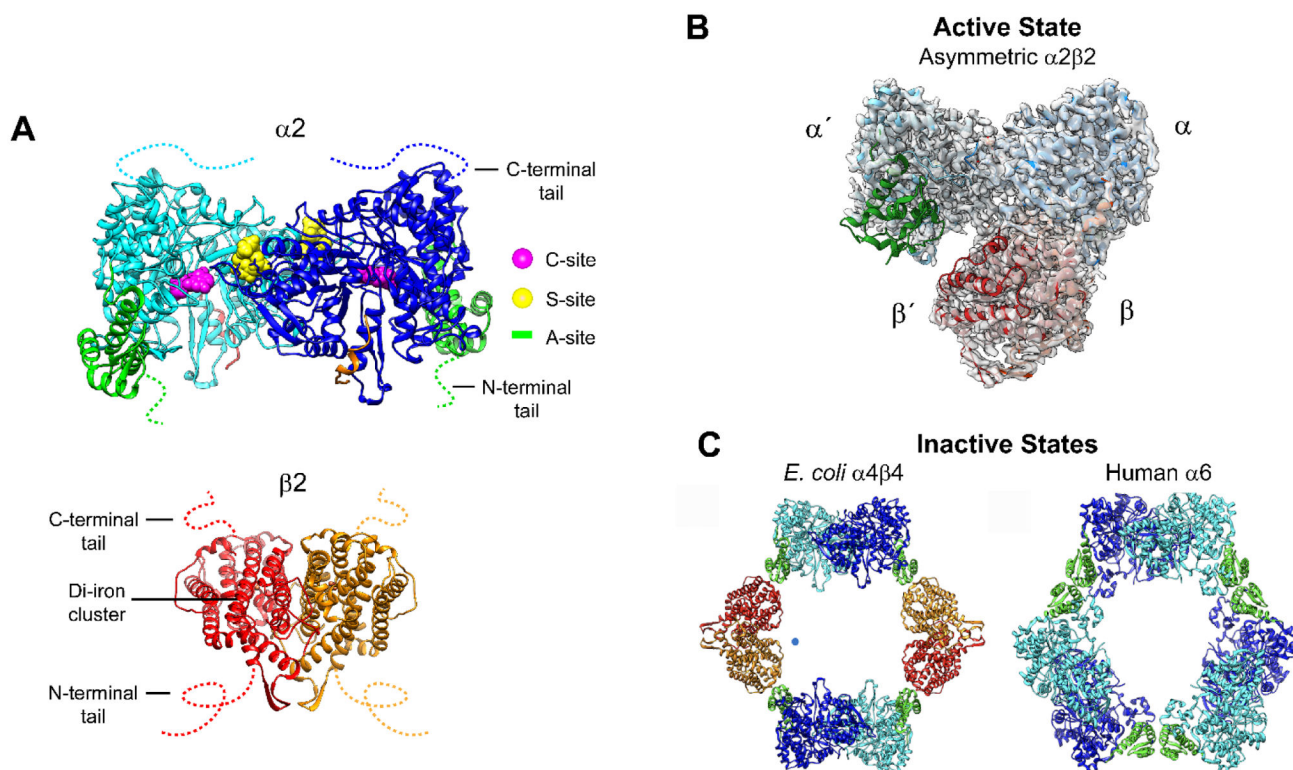 A
α2
C-terminal
tail
C-site
S-site
A-site
N-terminal
tail
β2
C-terminal
tail
Di-iron
cluster
N-terminal
tail
B
Active State
Asymmetric α2β2
α´
α
β´
β
C
Inactive States
E. coli α4β4
Human α6